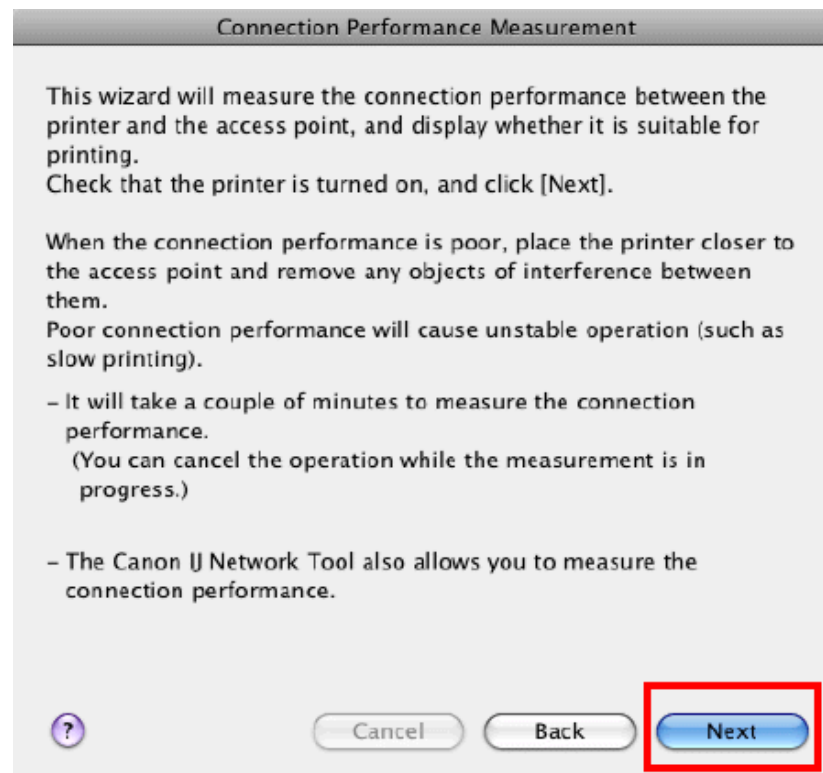 Connection Performance Measurement
This wizard will measure the connection performance between the
printer and the access point, and display whether it is suitable for
printing.
Check that the printer is turned on, and click [Next].
When the connection performance is poor, place the printer closer to
the access point and remove any objects of interference between
them.
Poor connection performance will cause unstable operation (such as
slow printing).
– It will take a couple of minutes to measure the connection
performance.
(You can cancel the operation while the measurement is in
progress.)
– The Canon IJ Network Tool also allows you to measure the
connection performance.
? Cancel Back Next